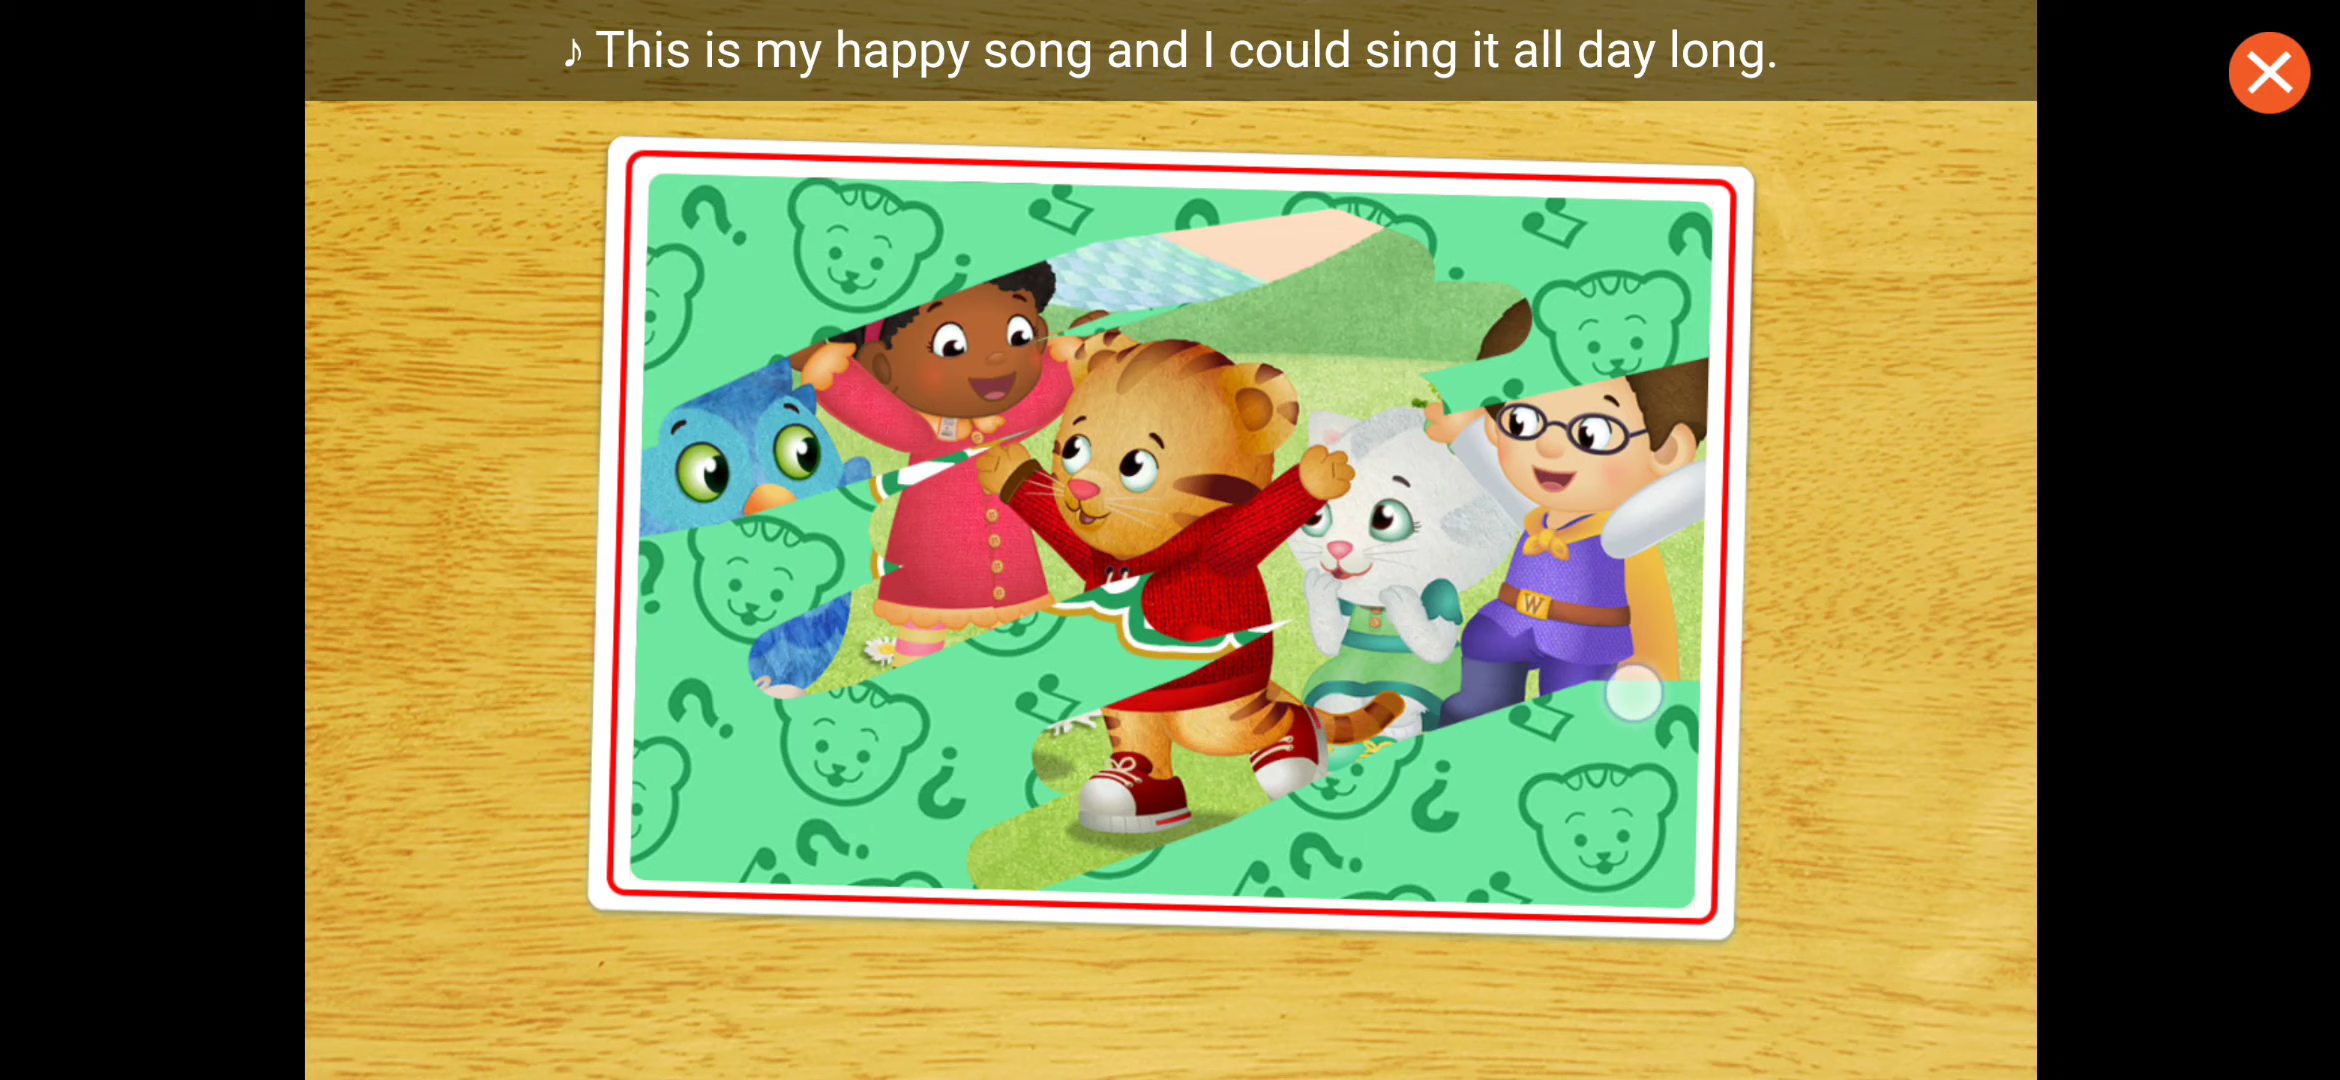 ♪ This is my happy song and I could sing it all day long.
W